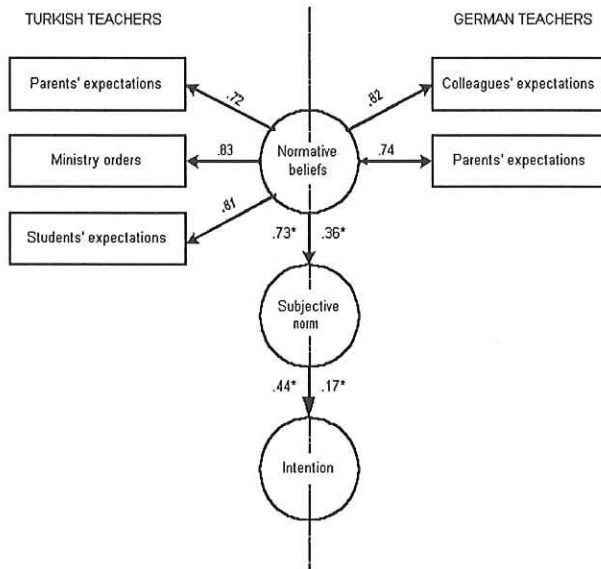 TURKISH TEACHERS
GERMAN TEACHERS
Parents' expectations
.72
.82
Colleagues' expectations
Ministry orders
.83
Normative
beliefs
.74
Parents' expectations
Students' expectations
.81
.73*
.36*
Subjective
norm
.44*
.17*
Intention